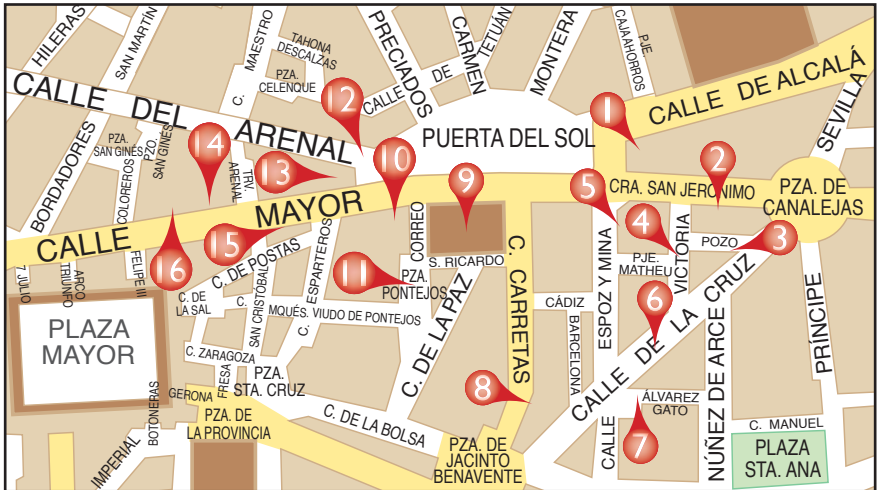 HILERAS
SAN MARTÍN
C. MAESTRO
TAHONA
DESCALZAS
PZA.
CELENQUE
PRECIADOS
CALLE DE
TETUÁN
CARMEN
MONTERA
PJE.
CAJAAHORROS
CALLE DE ALCALÁ
SEVILLA
CALLE DEL ARENAL
12
1
PUERTA DEL SOL
BORDADORES
PZA.
SAN GINÉS
PZO.
SAN GINÉS
COLOREROS
14
TRV.
ARENAL
13
10
9
5
CRA. SAN JERÓNIMO
2
PZA. DE
CANALEJAS
CALLE MAYOR
15
16
7 JULIO
ARCO
TRIUNFO
FELIPE III
C. DE POSTAS
C. ESPARTEROS
11
CORREO
PZA.
PONTEJOS
S. RICARDO
C. CARRETAS
ESPOZ Y MINA
4
PJE.
MATHEU
VICTORIA
POZO
3
PLAZA
MAYOR
C. DE
LA SAL
C.
SAN CRISTÓBAL
MQUÉS. VIUDO DE PONTEJOS
C. DE LA PAZ
CÁDIZ
BARCELONA
6
CALLE DE LA CRUZ
NÚÑEZ DE ARCE
PRÍNCIPE
C. ZARAGOZA
FRESA
PZA.
STA. CRUZ
8
GERONA
BOTONERAS
PZA. DE
LA PROVINCIA
IMPERIAL
C. DE LA BOLSA
PZA. DE
JACINTO
BENAVENTE
CALLE
ÁLVAREZ
GATO
7
C. MANUEL
PLAZA
STA. ANA